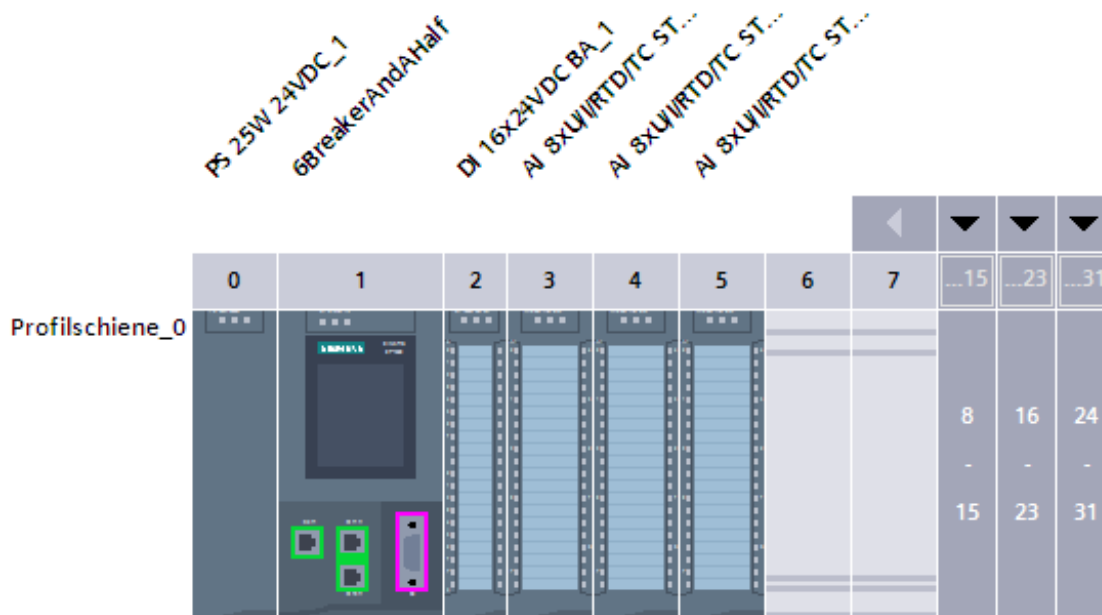 PS 25W 24VDC_1
6BreakerAndAHalf
DI 16x24VDC BA_1
AI 8xU/I/RTD/TC ST...
AI 8xU/I/RTD/TC ST...
AI 8xU/I/RTD/TC ST...
0 1 2 3 4 5 6 7 ...15 ...23 ...31
Profilschiene_0
SIEMENS
8 16 24
- - -
15 23 31